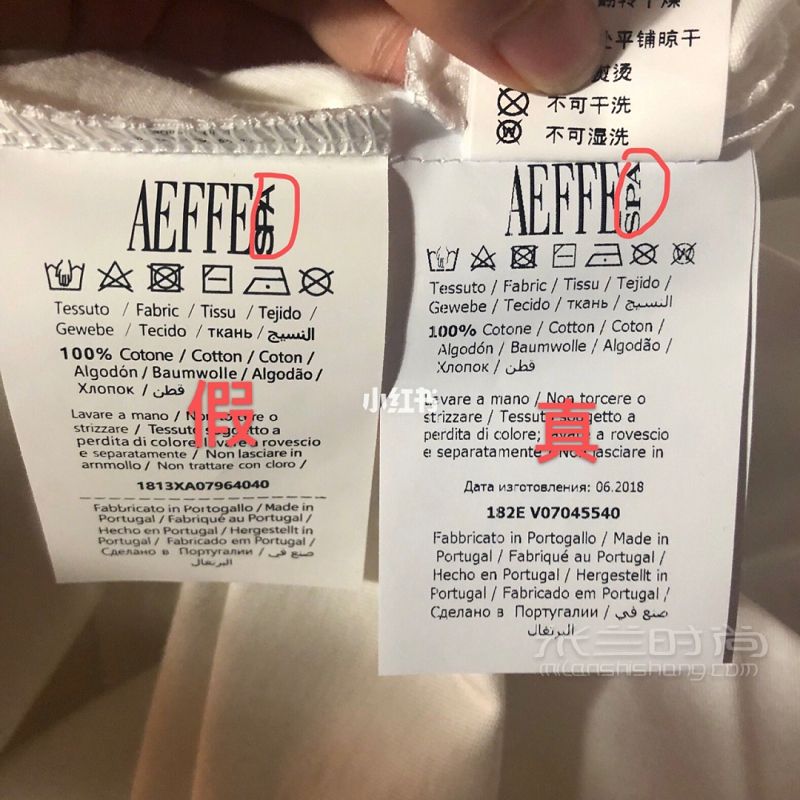 平铺晾干
熨烫
不可干洗
不可湿洗
AEFFE SPA
Tessuto / Fabric / Tissu / Tejido /
Gewebe / Tecido / ткань / النسيج
100% Cotone / Cotton / Coton /
Algodón / Baumwolle / Algodão /
Хлопок / قطن
Lavare a mano / Non torcere o
strizzare / Tessuto soggetto a
perdita di colore; lavare a rovescio
e separatamente / Non lasciare in
ammollo / Non trattare con cloro /
1813XA07964040
Fabbricato in Portogallo / Made in
Portugal / Fabriqué au Portugal /
Hecho en Portugal / Hergestellt in
Portugal / Fabricado em Portugal /
Сделано в Португалии / صنع في
البرتغال
假
小红书
AEFFE SPA
Tessuto / Fabric / Tissu / Tejido /
Gewebe / Tecido / ткань / النسيج
100% Cotone / Cotton / Coton /
Algodón / Baumwolle / Algodão /
Хлопок / قطن
Lavare a mano / Non torcere o
strizzare / Tessuto soggetto a
perdita di colore; lavare a rovescio
e separatamente / Non lasciare in
Дата изготовления: 06.2018
182E V07045540
Fabbricato in Portogallo / Made in
Portugal / Fabriqué au Portugal /
Hecho en Portugal / Hergestellt in
Portugal / Fabricado em Portugal /
Сделано в Португалии / صنع في
البرتغال
真
米兰时尚
milanshishang.com